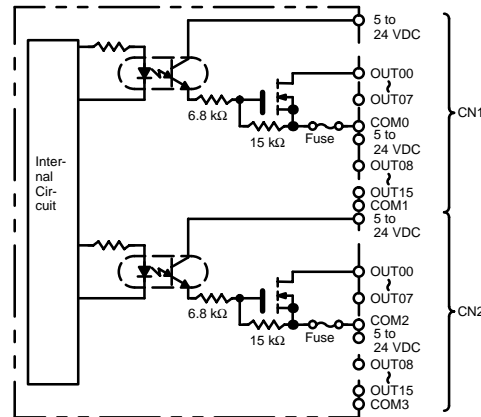 5 to
24 VDC
OUT00
OUT07
6.8 kΩ
COM0
5 to
24 VDC
15 kΩ
Fuse
CN1
Inter-
nal
Cir-
cuit
OUT08
OUT15
COM1
5 to
24 VDC
OUT00
OUT07
6.8 kΩ
COM2
5 to
24 VDC
15 kΩ
Fuse
CN2
OUT08
OUT15
COM3